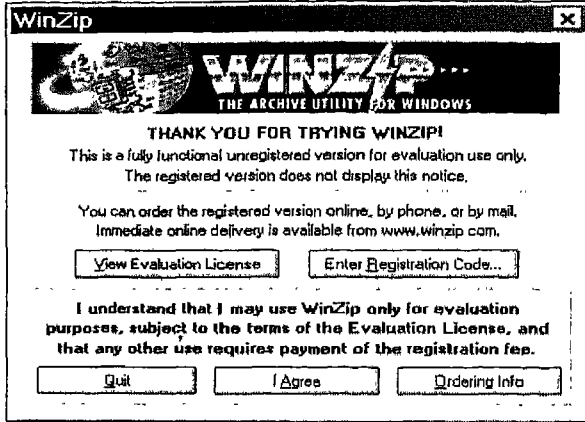 WinZip
WINZIP...
THE ARCHIVE UTILITY FOR WINDOWS
THANK YOU FOR TRYING WINZIP!
This is a fully functional unregistered version for evaluation use only.
The registered version does not display this notice.
You can order the registered version online, by phone, or by mail.
Immediate online delivery is available from www.winzip.com.
View Evaluation License
Enter Registration Code...
I understand that I may use WinZip only for evaluation
purposes, subject to the terms of the Evaluation License, and
that any other use requires payment of the registration fee.
Quit
I Agree
Ordering Info